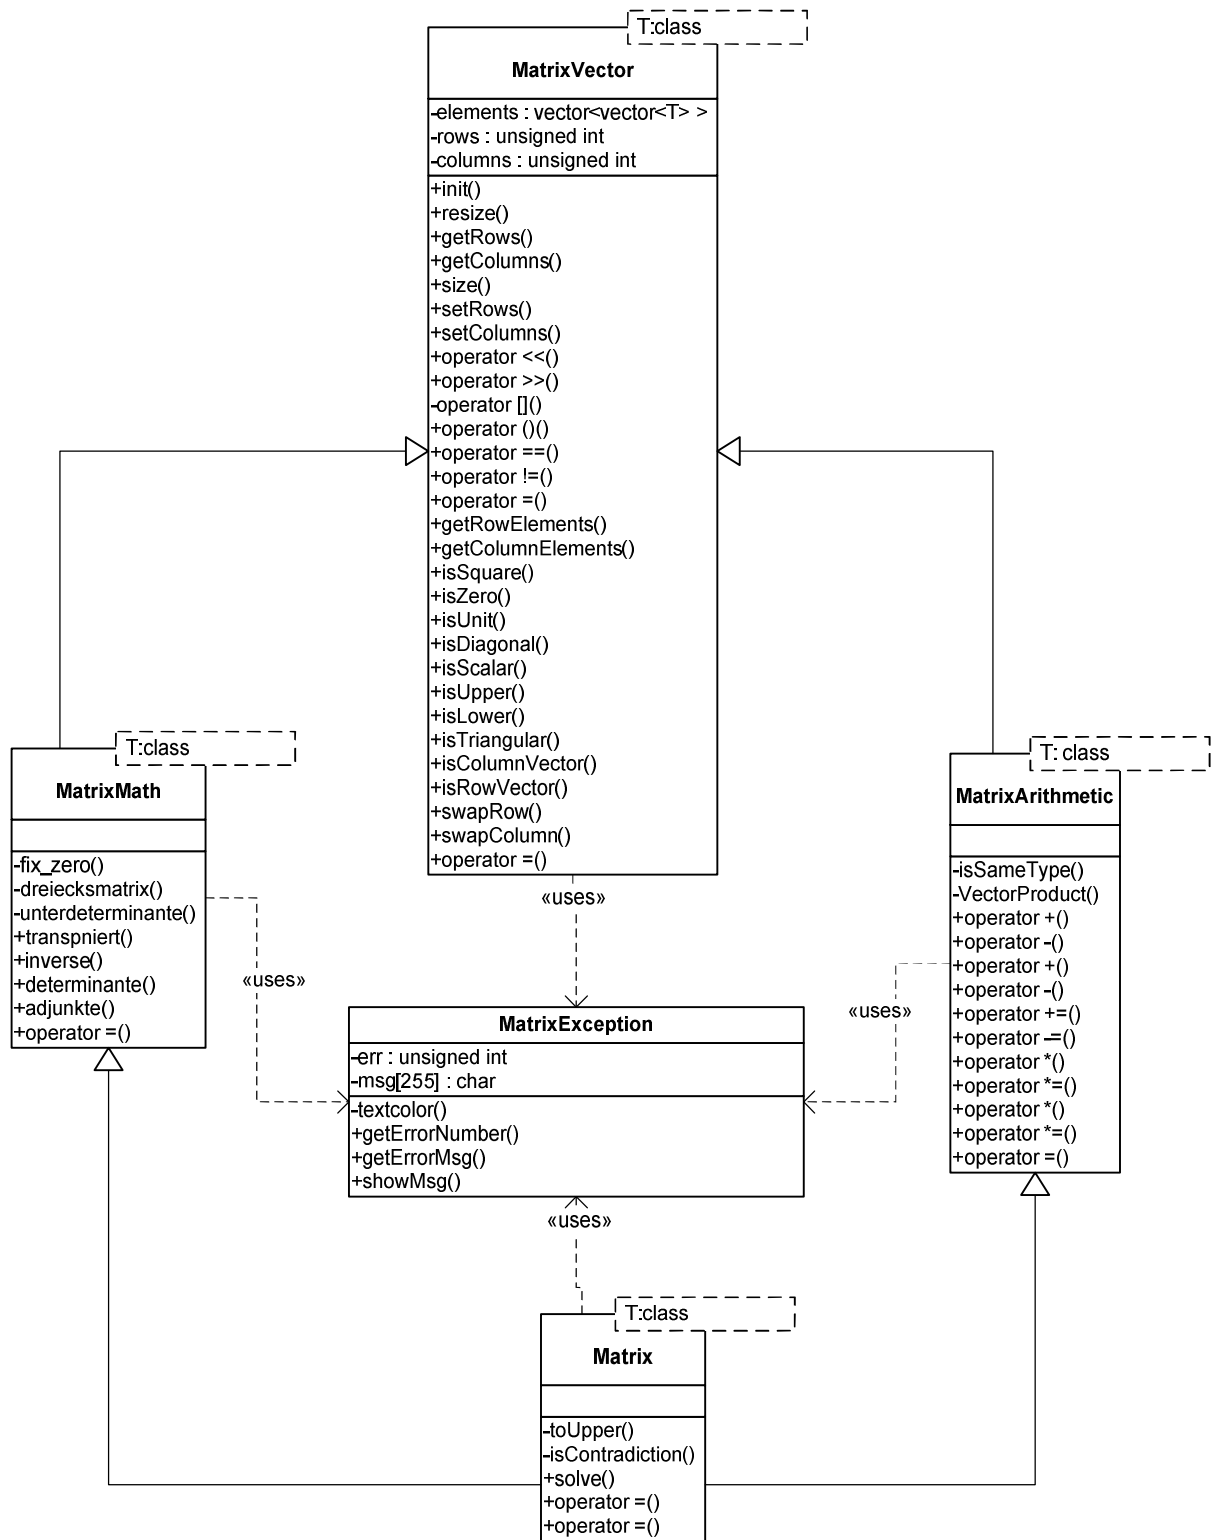 T:class
MatrixVector
-elements : vector<vector<T> >
-rows : unsigned int
-columns : unsigned int
+init()
+resize()
+getRows()
+getColumns()
+size()
+setRows()
+setColumns()
+operator <<()
+operator >>()
-operator []()
+operator ()()
+operator ==()
+operator !=()
+operator =()
+getRowElements()
+getColumnElements()
+isSquare()
+isZero()
+isUnit()
+isDiagonal()
+isScalar()
+isUpper()
+isLower()
+isTriangular()
+isColumnVector()
+isRowVector()
+swapRow()
+swapColumn()
+operator =()
T:class
MatrixMath
-fix_zero()
-dreiecksmatrix()
-unterdeterminante()
+transpniert()
+inverse()
+determinante()
+adjunkte()
+operator =()
T: class
MatrixArithmetic
-isSameType()
-VectorProduct()
+operator +()
+operator -()
+operator +()
+operator -()
+operator +=()
+operator -=()
+operator *()
+operator *=()
+operator *()
+operator *=()
+operator =()
«uses»
«uses»
«uses»
MatrixException
-err : unsigned int
-msg[255] : char
-textcolor()
+getErrorNumber()
+getErrorMsg()
+showMsg()
«uses»
T:class
Matrix
-toUpper()
-isContradiction()
+solve()
+operator =()
+operator =()